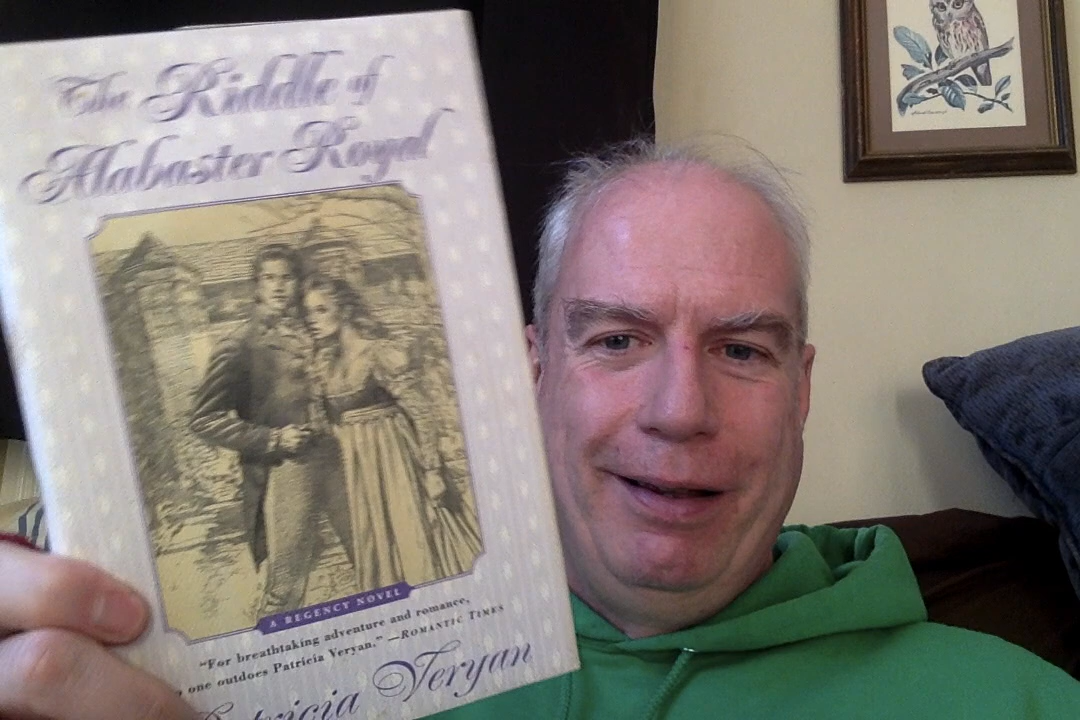 The Riddle of
Alabaster Royal
A REGENCY NOVEL
"For breathtaking adventure and romance,
one outdoes Patricia Veryan." —ROMANTIC TIMES
Patricia Veryan